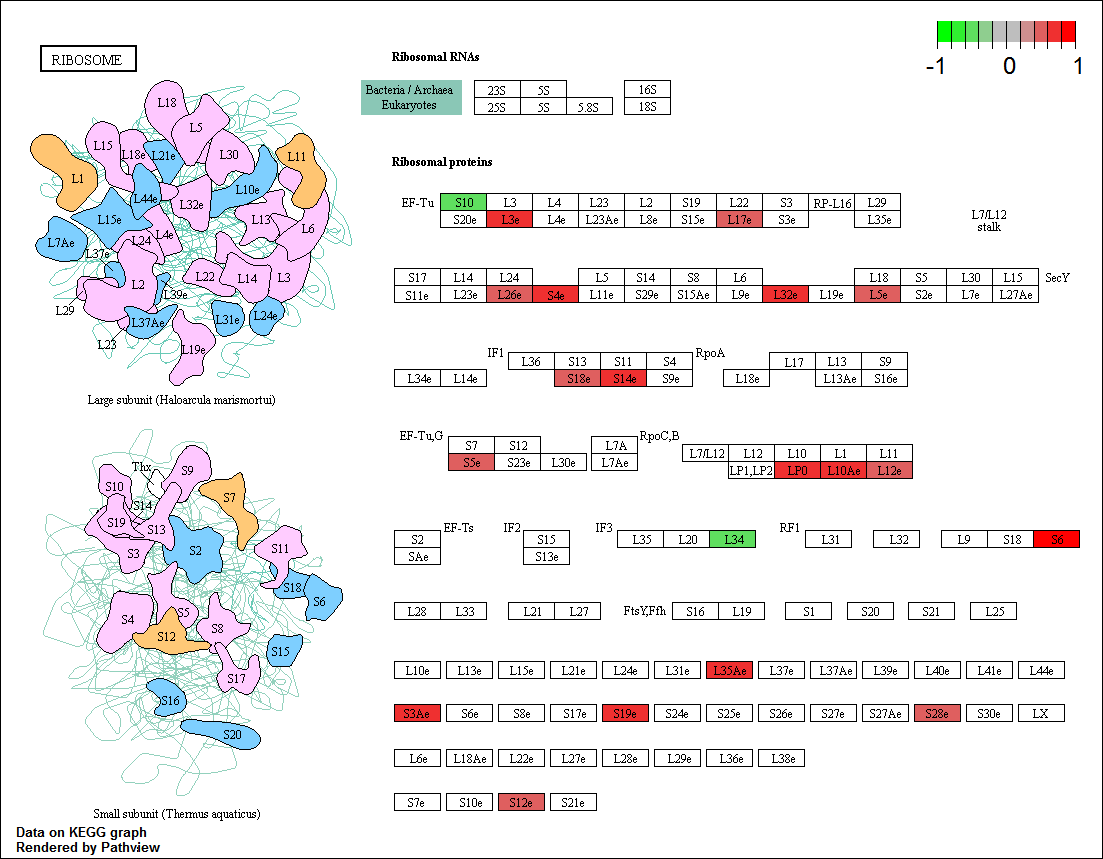 RIBOSOME
L18
L5
L15
L18e
L21e
L30
L11
L1
L10e
L44e
L32e
L15e
L13
L6
L7Ae
L24
L4e
L37e
L22
L14
L3
L2
L39e
L29
L37Ae
L31e
L24e
L23
L19e
Large subunit (Haloarcula marismortui)
Thx
S9
S10
S7
S14
S19
S13
S3
S2
S11
S18
S6
S4
S5
S12
S8
S15
S17
S16
S20
Small subunit (Thermus aquaticus)
Data on KEGG graph
Rendered by Pathview
-1 0 1
Ribosomal RNAs
Bacteria / Archaea 23S 5S 16S
Eukaryotes 25S 5S 5.8S 18S
Ribosomal proteins
EF-Tu S10 L3 L4 L23 L2 S19 L22 S3 RP-L16 L29
S20e L3e L4e L23Ae L8e S15e L17e S3e L35e
L7/L12
stalk
S17 L14 L24 L5 S14 S8 L6 L18 S5 L30 L15 SecY
S11e L23e L26e S4e L11e S29e S15Ae L9e L32e L19e L5e S2e L7e L27Ae
IF1 L36 S13 S11 S4 RpoA L17 L13 S9
L34e L14e S18e S14e S9e L18e L13Ae S16e
EF-Tu,G S7 S12 L7A RpoC,B L7/L12 L12 L10 L1 L11
S5e S23e L30e L7Ae LP1,LP2 LP0 L10Ae L12e
S2 EF-Ts IF2 S15 IF3 L35 L20 L34 RF1 L31 L32 L9 S18 S6
SAe S13e
L28 L33 L21 L27 FtsY,Ffh S16 L19 S1 S20 S21 L25
L10e L13e L15e L21e L24e L31e L35Ae L37e L37Ae L39e L40e L41e L44e
S3Ae S6e S8e S17e S19e S24e S25e S26e S27e S27Ae S28e S30e LX
L6e L18Ae L22e L27e L28e L29e L36e L38e
S7e S10e S12e S21e